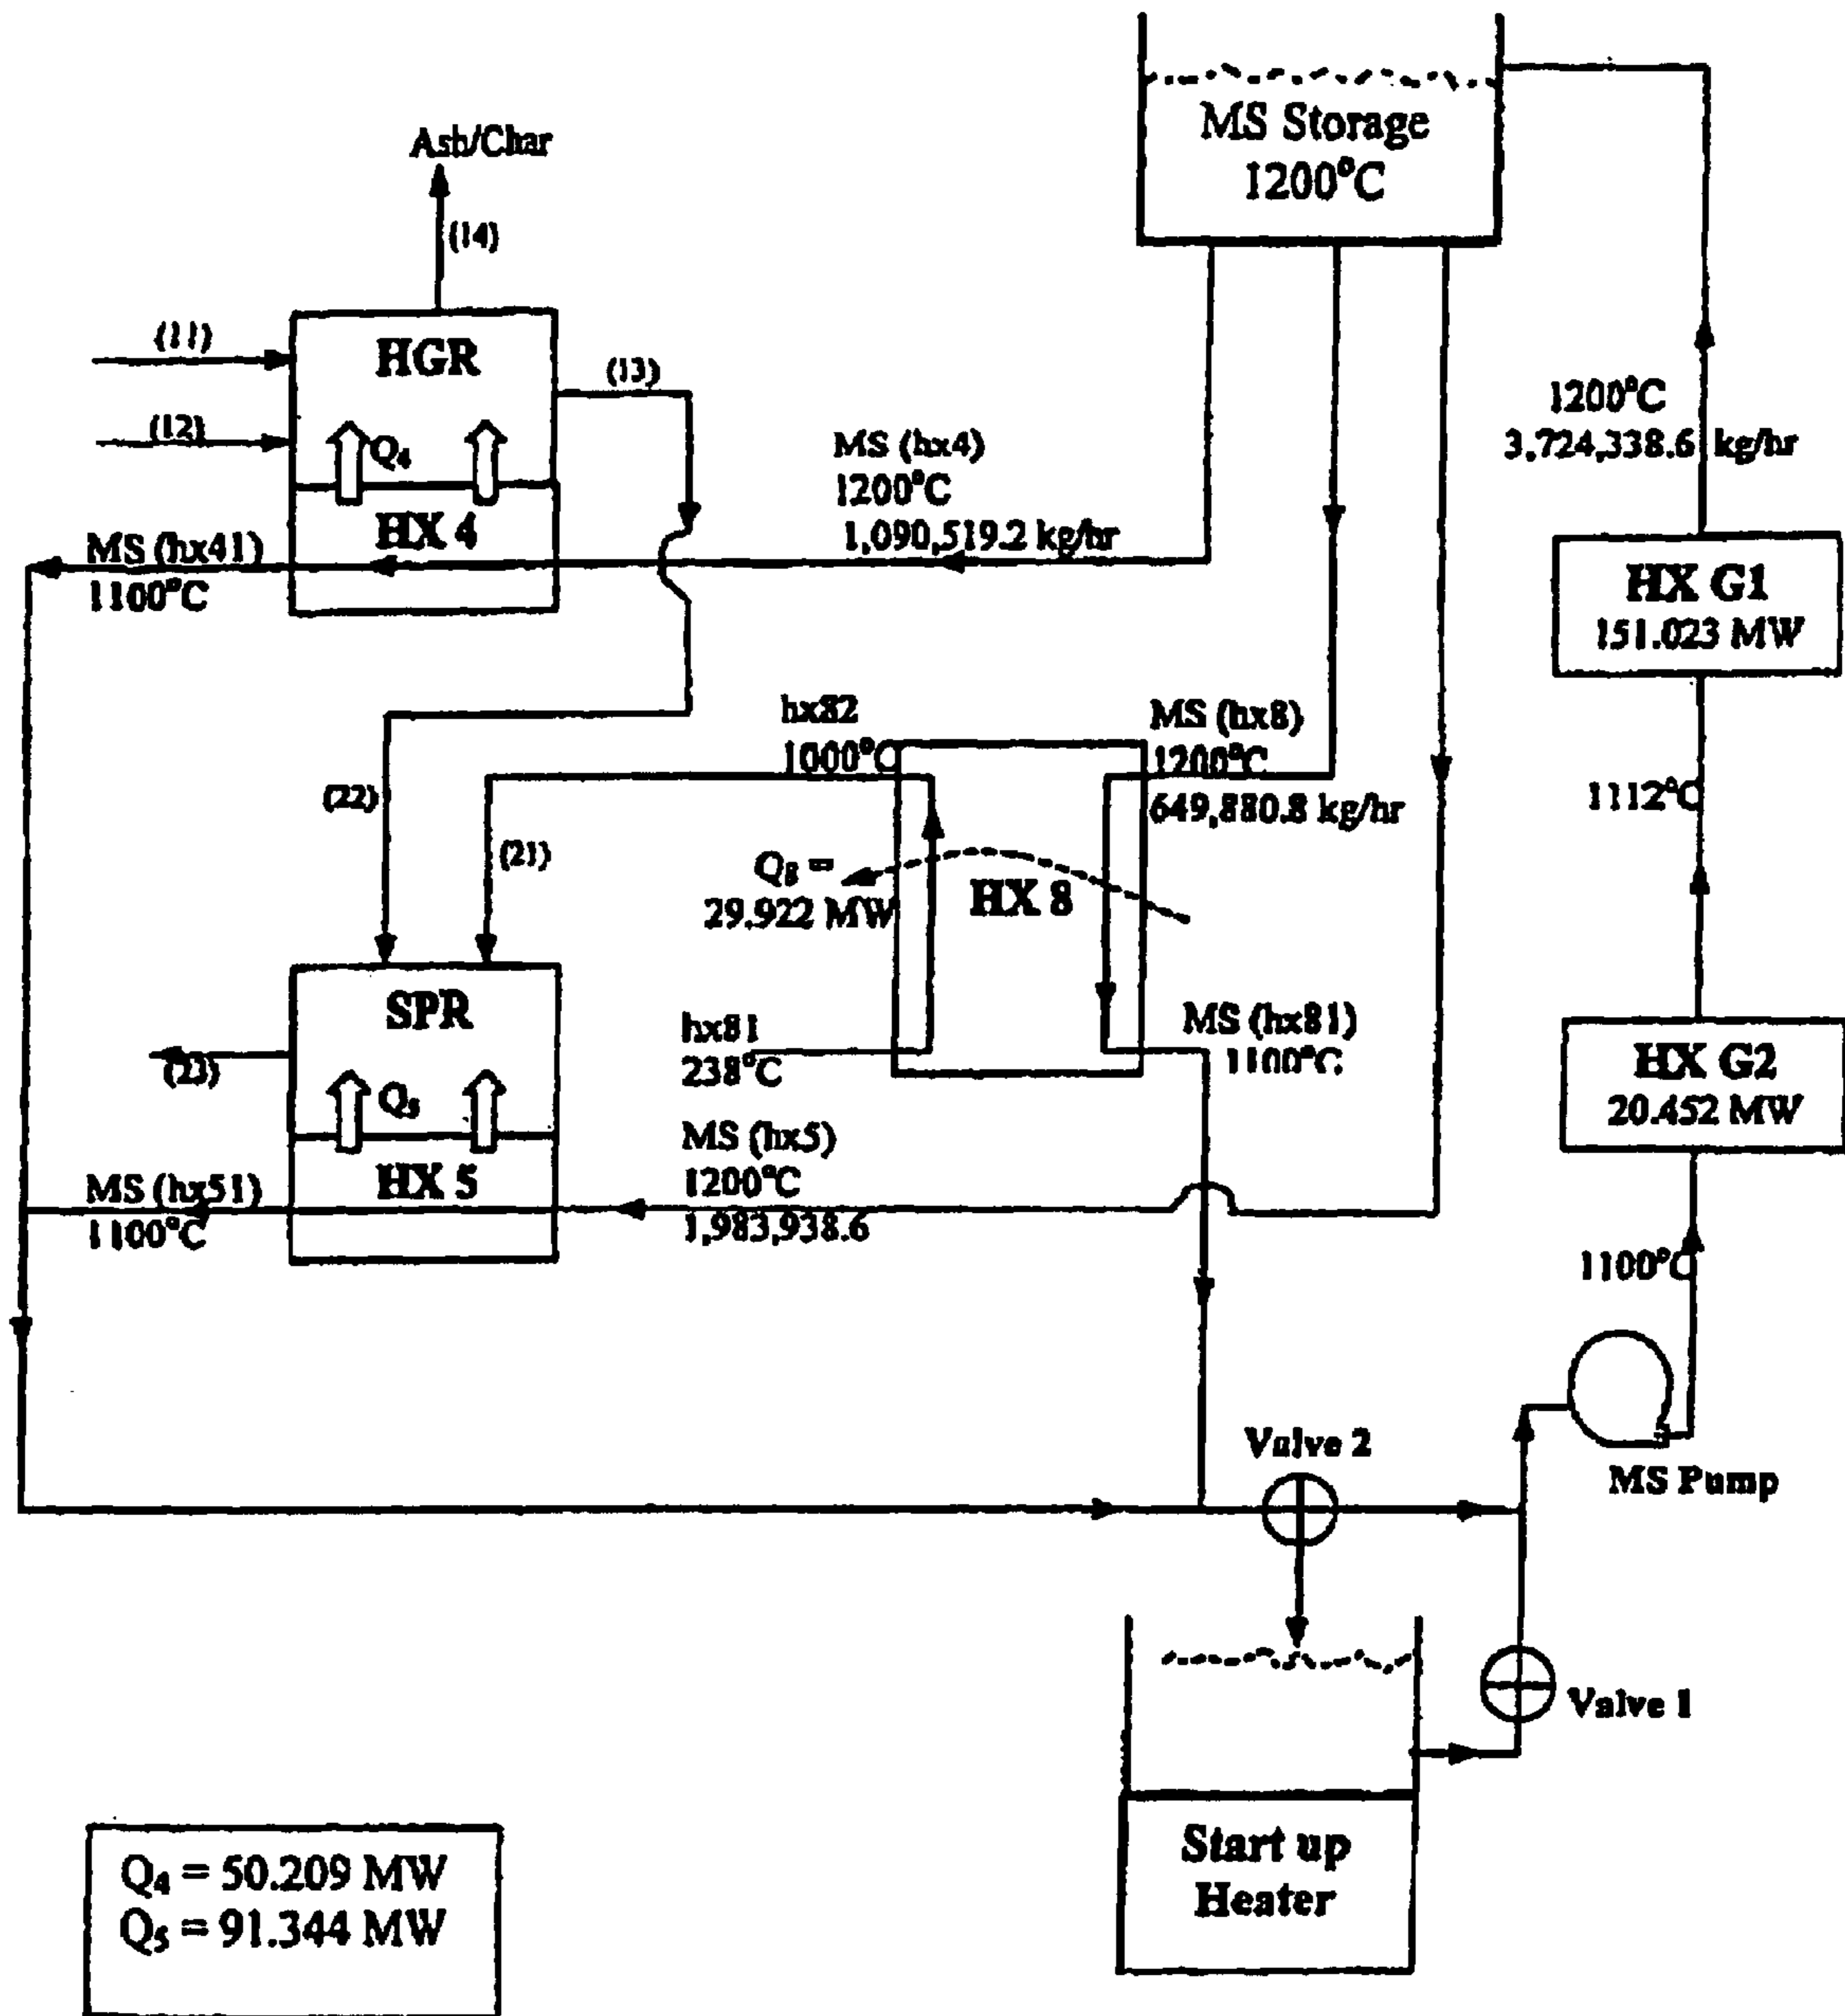 MS Storage
1200°C
Ash/Char
(14)
(11)
HGR
(13)
(12)
Q₄
HX 4
MS (hx41)
1100°C
MS (hx4)
1200°C
1,090,519.2 kg/hr
1200°C
3,724,338.6 kg/hr
HX G1
151.023 MW
1112°C
HX G2
20.452 MW
1100°C
MS Pump
hx82
1000°C
MS (hx8)
1200°C
649,880.8 kg/hr
(22)
(21)
Q₈ =
29.922 MW
HX 8
hx81
238°C
MS (hx81)
1100°C
SPR
(23)
Q₅
HX 5
MS (hx51)
1100°C
MS (hx5)
1200°C
1,983,938.6
Valve 2
Valve 1
Start up
Heater
Q₄ = 50.209 MW
Q₅ = 91.344 MW